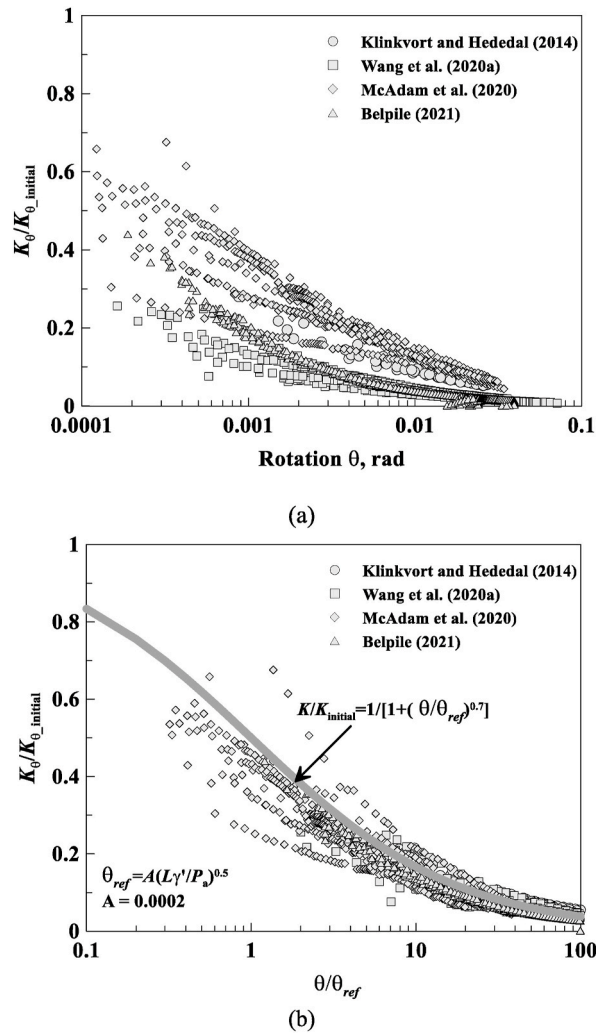 1
0.8
0.6
0.4
0.2
0
Kθ/Kθ_initial
Klinkvort and Hededal (2014)
Wang et al. (2020a)
McAdam et al. (2020)
Belpile (2021)
0.0001 0.001 0.01 0.1
Rotation θ, rad
(a)
1
0.8
0.6
0.4
0.2
0
Kθ/Kθ_initial
Klinkvort and Hededal (2014)
Wang et al. (2020a)
McAdam et al. (2020)
Belpile (2021)
K/Kinitial=1/[1+( θ/θref)^0.7]
θref=A(Lγ'/Pa)^0.5
A = 0.0002
0.1 1 10 100
θ/θref
(b)